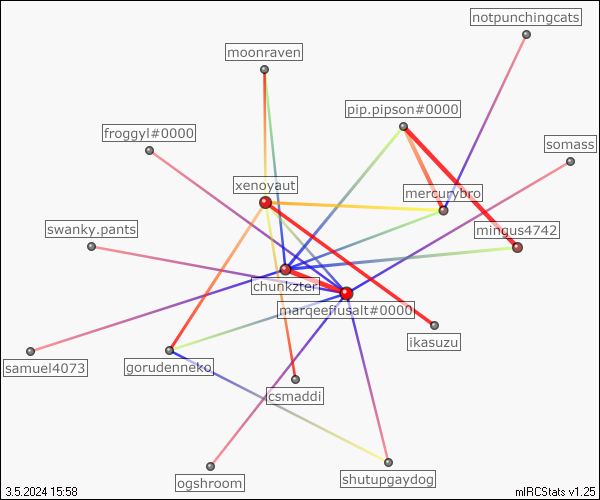 notpunchingcats
moonraven
pip.pipson#0000
froggyl#0000
somass
xenoyaut
mercurybro
swanky.pants
mingus4742
chunkzter
marqeefiusalt#0000
ikasuzu
samuel4073
gorudenneko
csmaddi
ogshroom
shutupgaydog
3.5.2024 15:58
mIRCStats v1.25